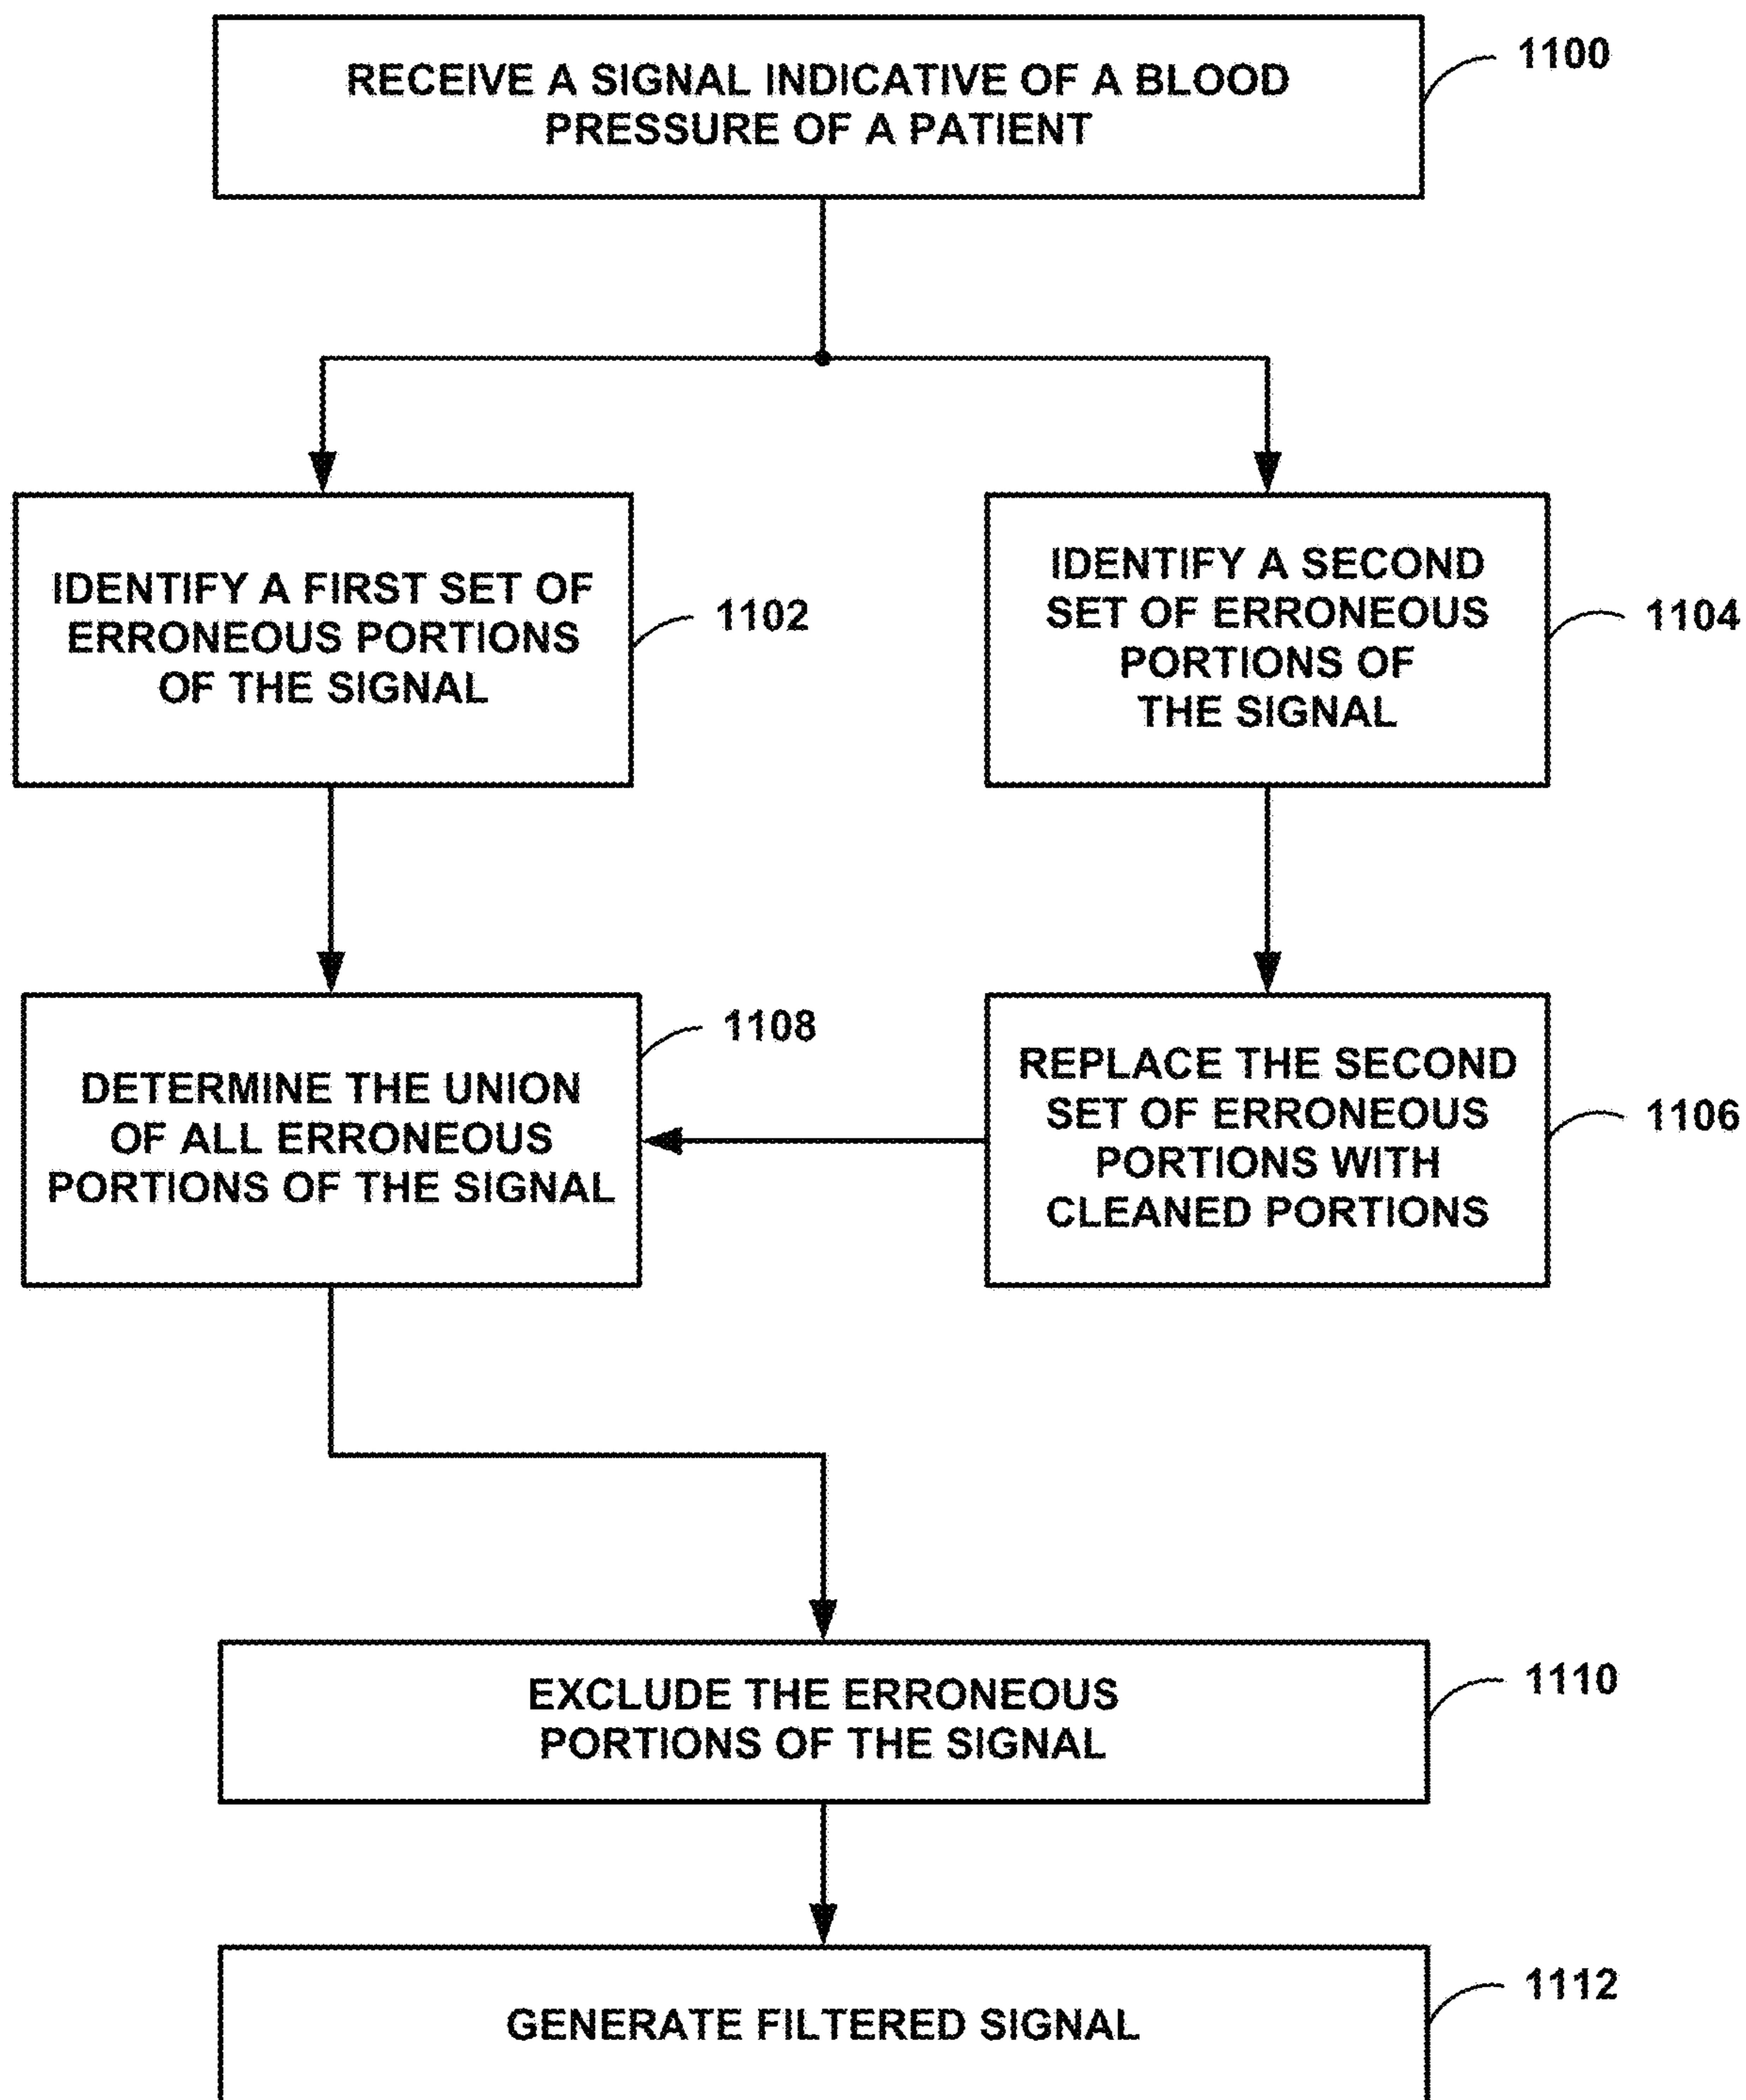 RECEIVE A SIGNAL INDICATIVE OF A BLOOD
PRESSURE OF A PATIENT
1100
IDENTIFY A FIRST SET OF
ERRONEOUS PORTIONS
OF THE SIGNAL
1102
IDENTIFY A SECOND
SET OF ERRONEOUS
PORTIONS OF
THE SIGNAL
1104
DETERMINE THE UNION
OF ALL ERRONEOUS
PORTIONS OF THE SIGNAL
1108
REPLACE THE SECOND
SET OF ERRONEOUS
PORTIONS WITH
CLEANED PORTIONS
1106
EXCLUDE THE ERRONEOUS
PORTIONS OF THE SIGNAL
1110
GENERATE FILTERED SIGNAL
1112